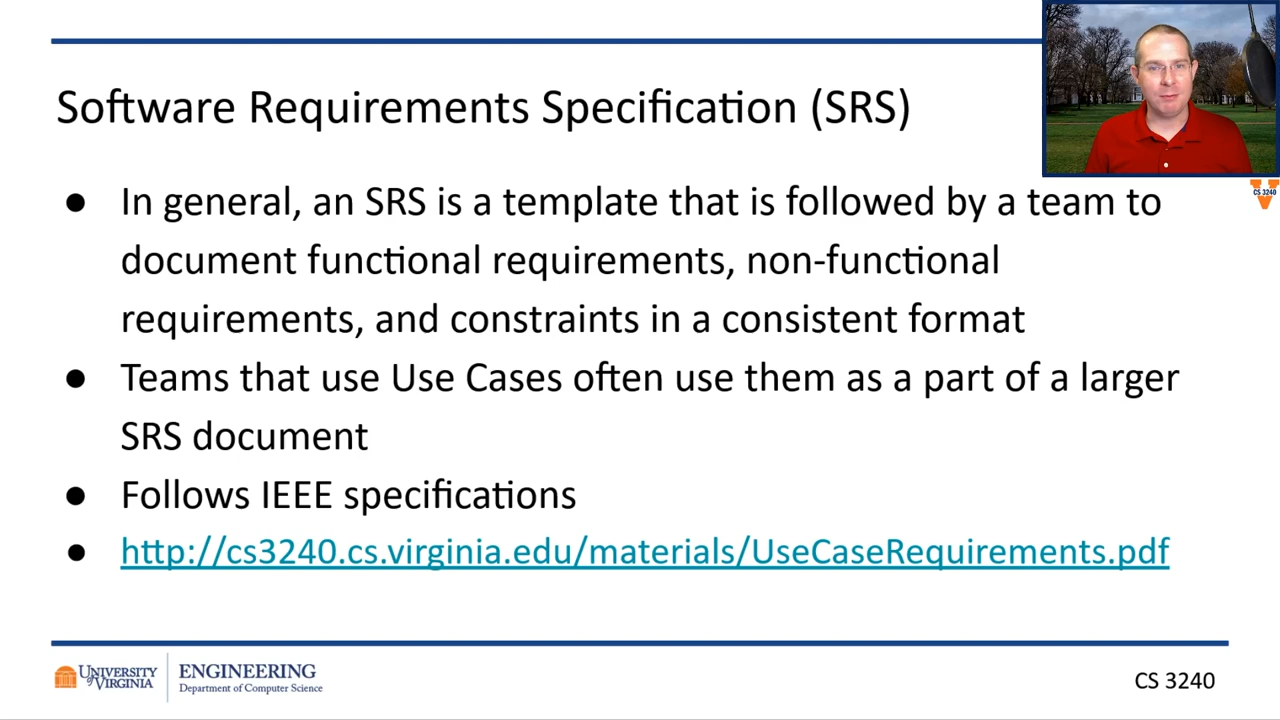 Software Requirements Specification (SRS)
CS 3240
● In general, an SRS is a template that is followed by a team to
document functional requirements, non-functional
requirements, and constraints in a consistent format
● Teams that use Use Cases often use them as a part of a larger
SRS document
● Follows IEEE specifications
● http://cs3240.cs.virginia.edu/materials/UseCaseRequirements.pdf
UNIVERSITY
of VIRGINIA
ENGINEERING
Department of Computer Science
CS 3240